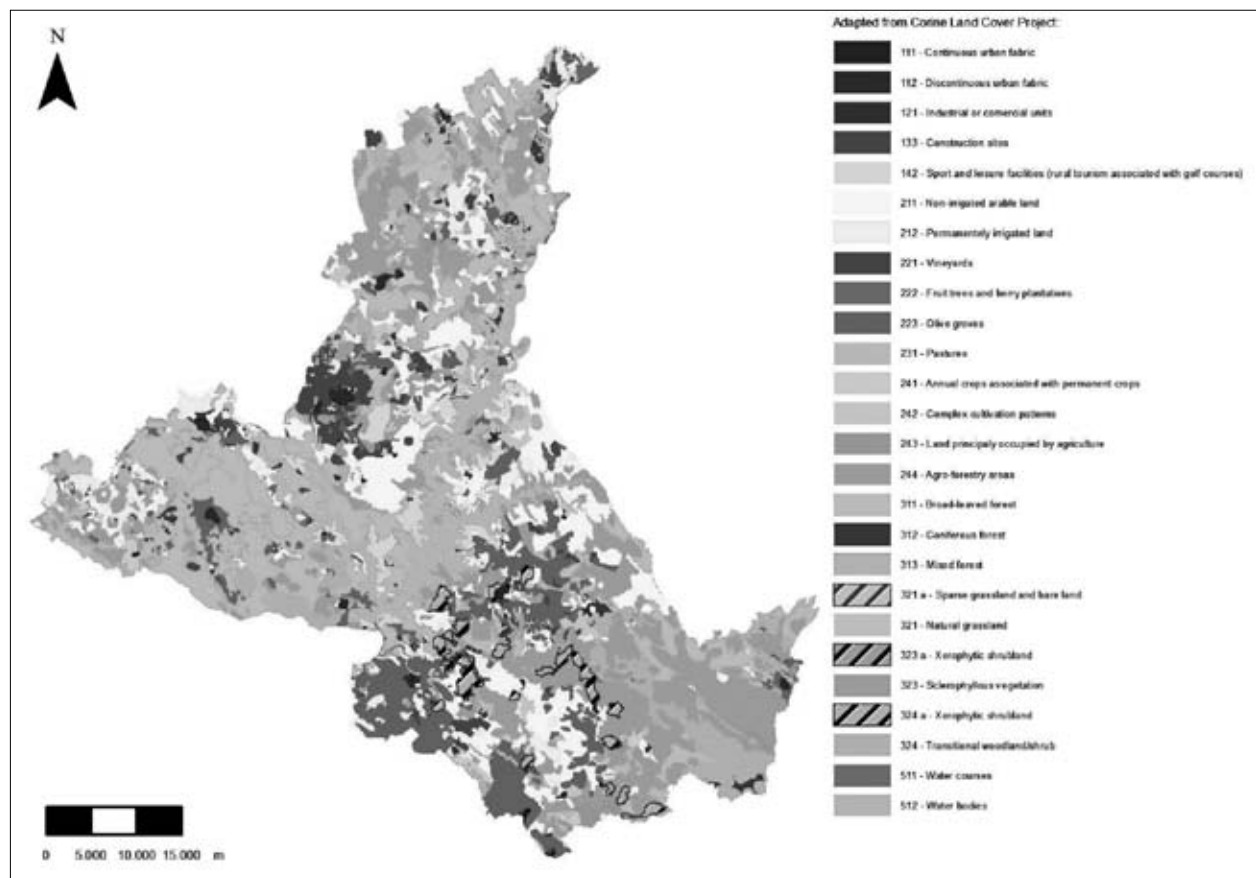 N
Adapted from Corine Land Cover Project:
111 - Continuous urban fabric
112 - Discontinuous urban fabric
121 - Industrial or comercial units
133 - Construction sites
142 - Sport and leisure facilities (rural tourism associated with golf courses)
211 - Non-irrigated arable land
212 - Permanentely irrigated land
221 - Vineyards
222 - Fruit trees and berry plantations
223 - Olive groves
231 - Pastures
241 - Annual crops associated with permanent crops
242 - Complex cultivation patterns
243 - Land principaly occupied by agriculture
244 - Agro-forestry areas
311 - Broad-leaved forest
312 - Coniferous forest
313 - Mixed forest
321 a - Sparse grassland and bare land
321 - Natural grassland
323 a - Xerophytic shrubland
323 - Sclerophyllous vegetation
324 a - Xerophytic shrubland
324 - Transitional woodland/shrub
511 - Water courses
512 - Water bodies
0 5.000 10.000 15.000 m